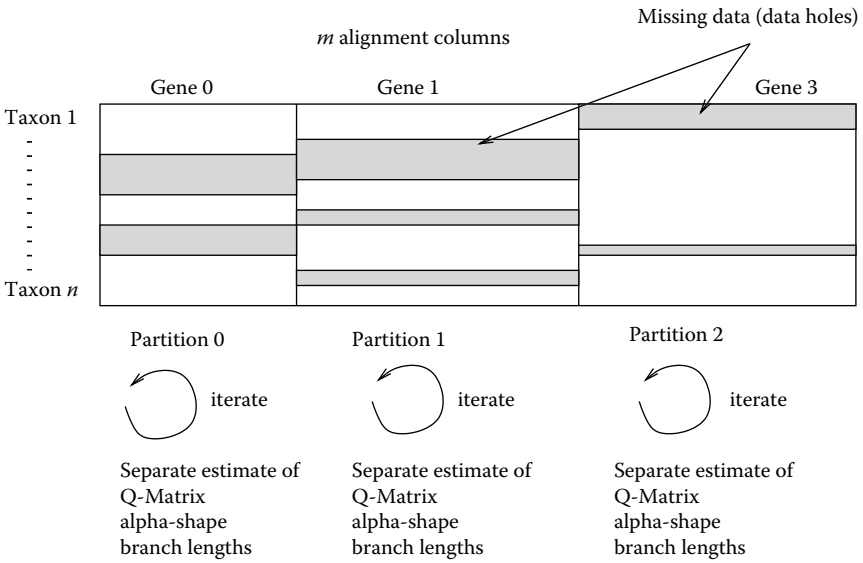 Missing data (data holes)
m alignment columns
Gene 0
Gene 1
Gene 3
Taxon 1
Taxon n
Partition 0
Partition 1
Partition 2
iterate
iterate
iterate
Separate estimate of
Q-Matrix
alpha-shape
branch lengths
Separate estimate of
Q-Matrix
alpha-shape
branch lengths
Separate estimate of
Q-Matrix
alpha-shape
branch lengths